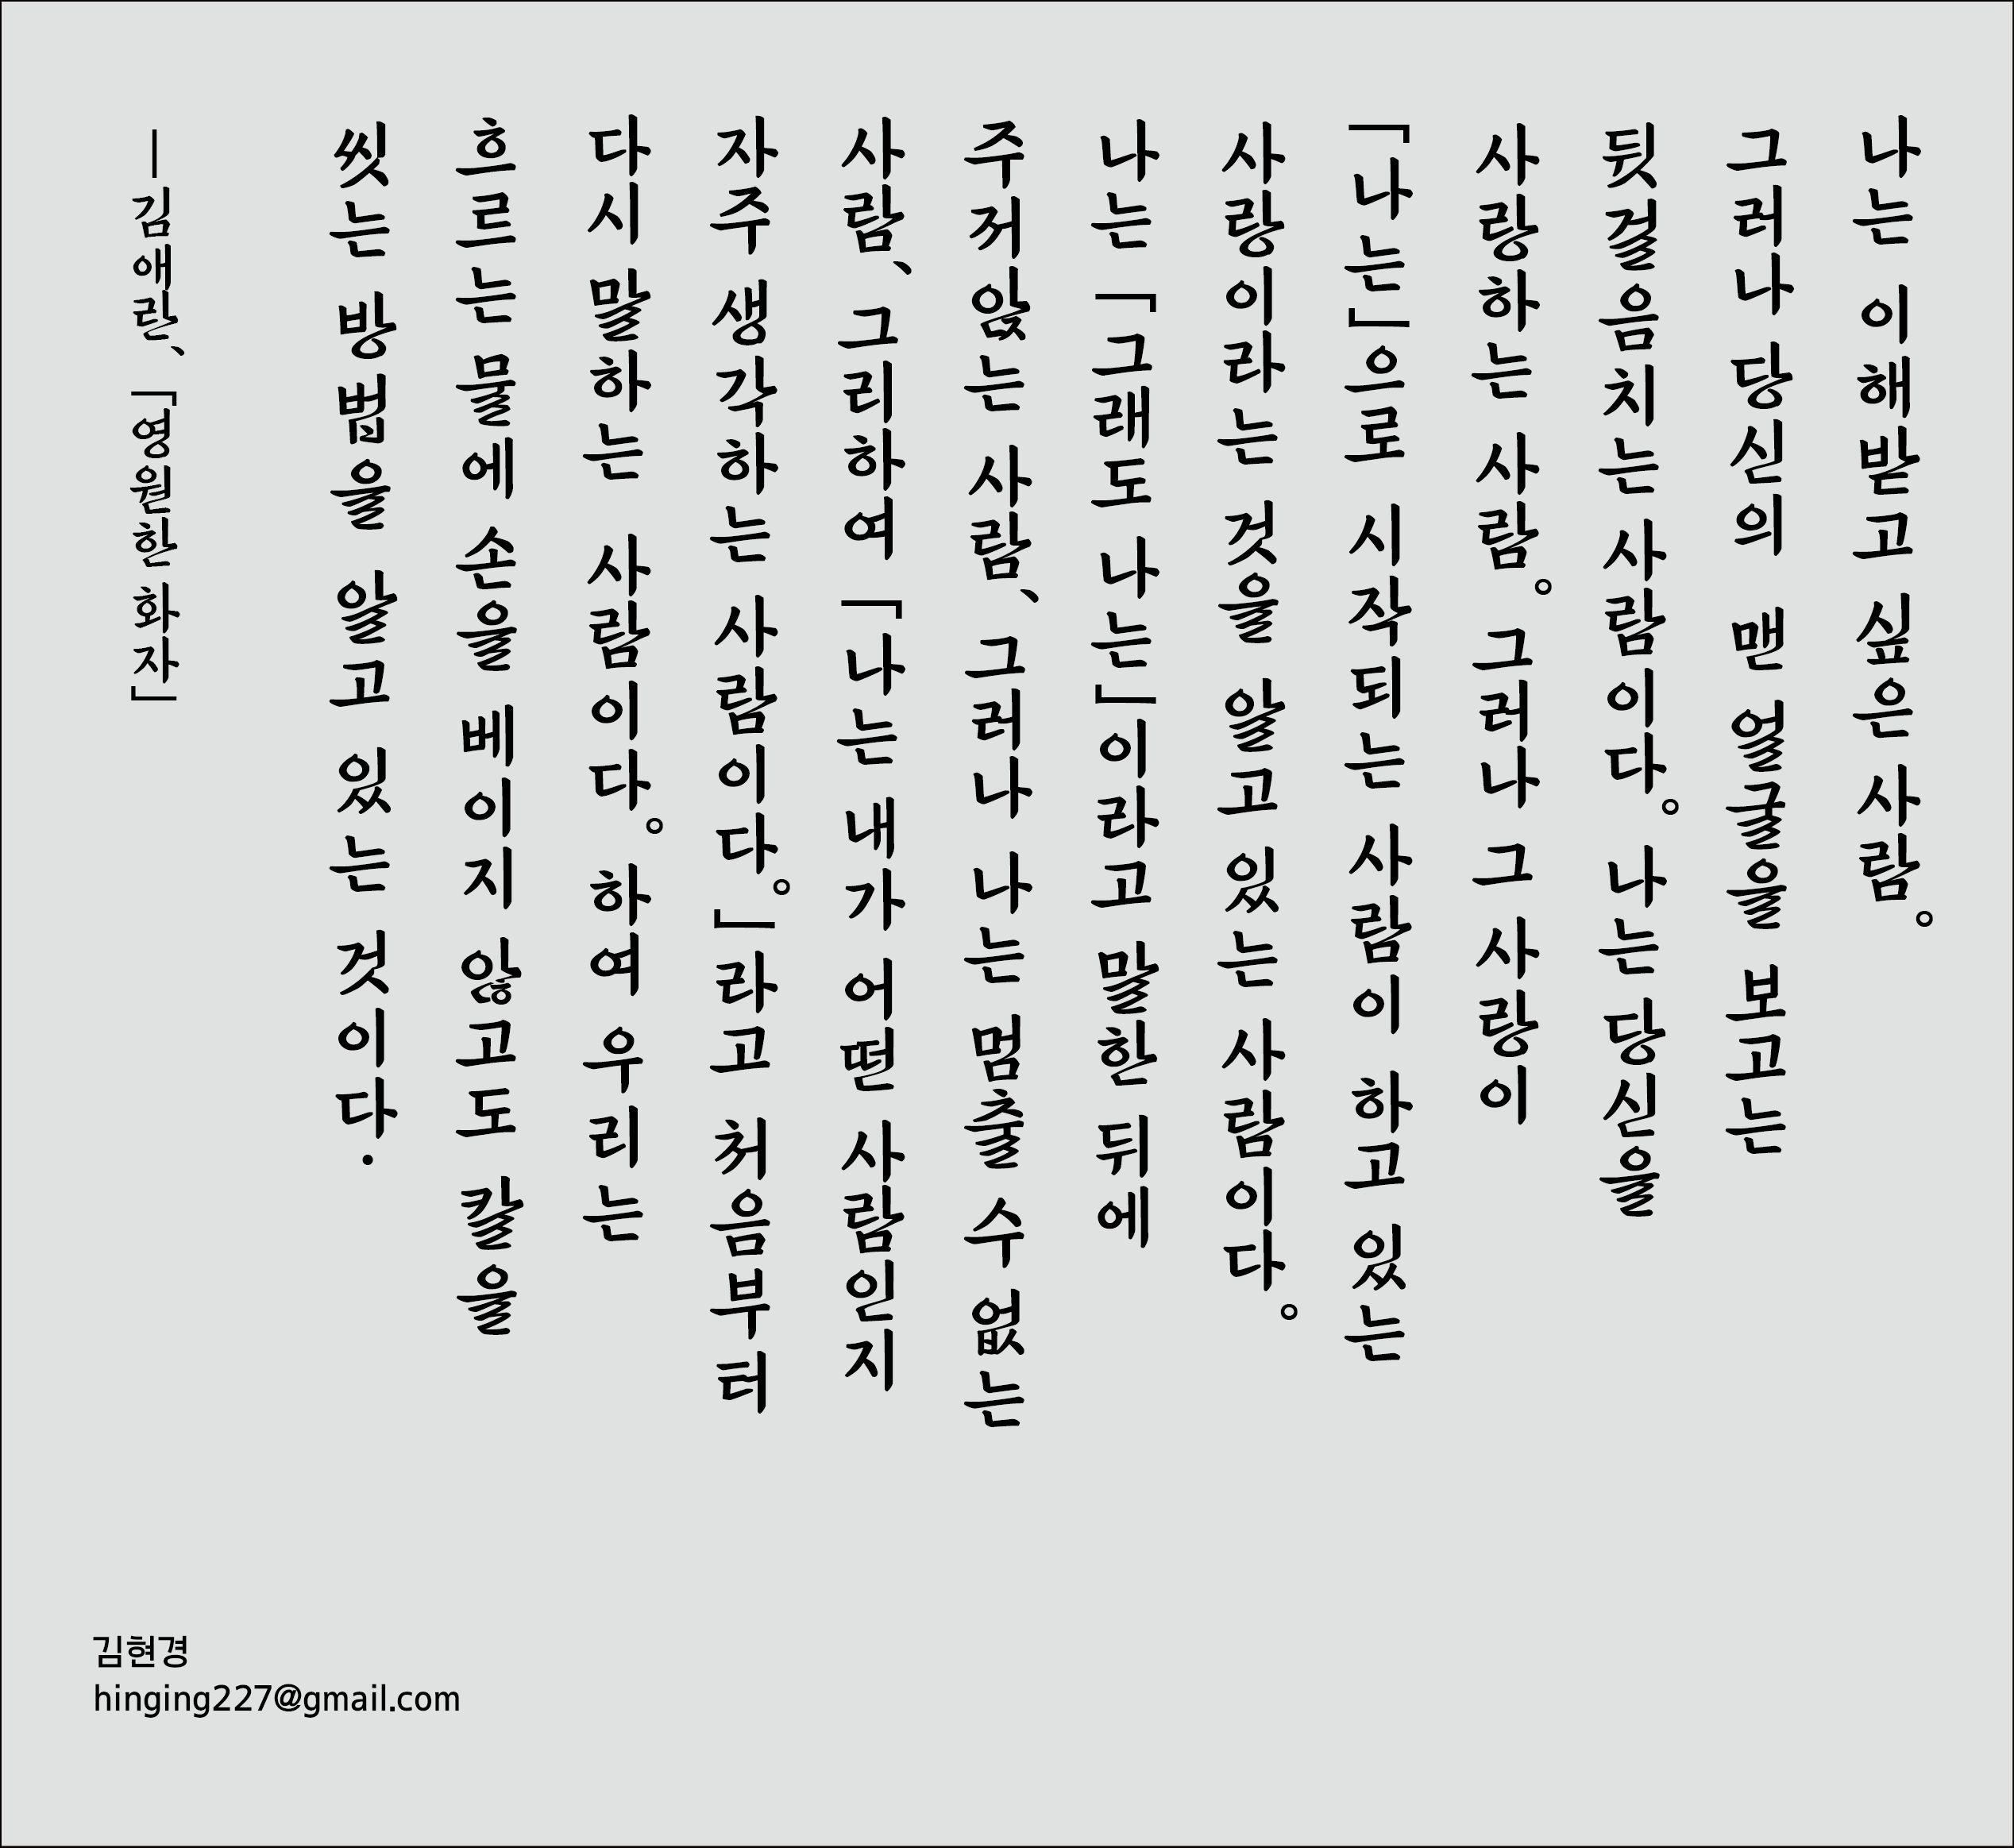 나는 이해받고 싶은 사람。
그러나 당신의 맨 얼굴을 보고는
뒷걸음치는 사람이다。 나는 당신을
사랑하는 사람。 그러나 그 사랑이
「나는」으로 시작되는 사람이 하고 있는
사랑이라는 것을 알고 있는 사람이다。
나는 「그래도 나는」이라고 말한 뒤에
주저앉는 사람、 그러나 나는 멈출 수 없는
사람、 그리하여 「나는 내가 어떤 사람인지
자주 생각하는 사람이다。」라고 처음부터
다시 말하는 사람이다。 하여 우리는
흐르는 물에 손을 베이지 않고도 칼을
씻는 방법을 알고 있는 것이다.
—김애란、 「영원한 화자」
김현경
hinging227@gmail.com